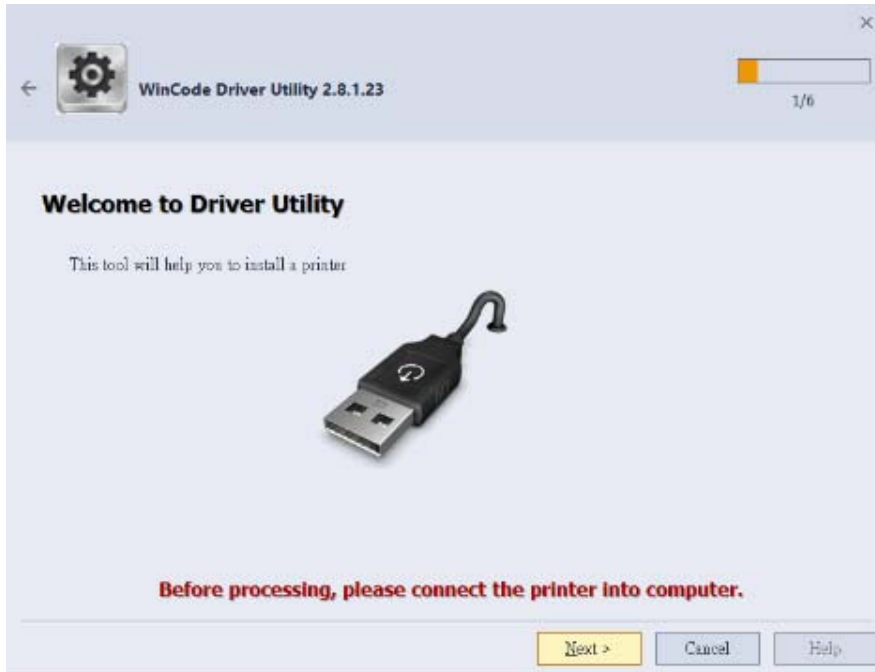 WinCode Driver Utility 2.8.1.23
1/6
Welcome to Driver Utility
This tool will help you to install a printer
Before processing, please connect the printer into computer.
Next >
Cancel
Help